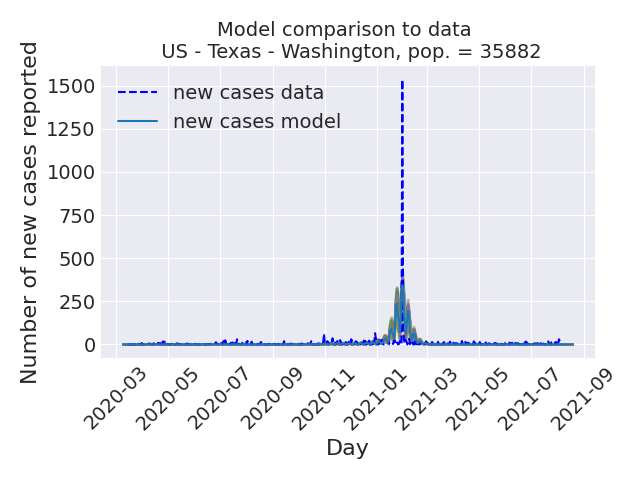 Model comparison to data
US - Texas - Washington, pop. = 35882
Number of new cases reported
1500
1250
1000
750
500
250
0
new cases data
new cases model
2020-03
2020-05
2020-07
2020-09
2020-11
2021-01
2021-03
2021-05
2021-07
2021-09
Day